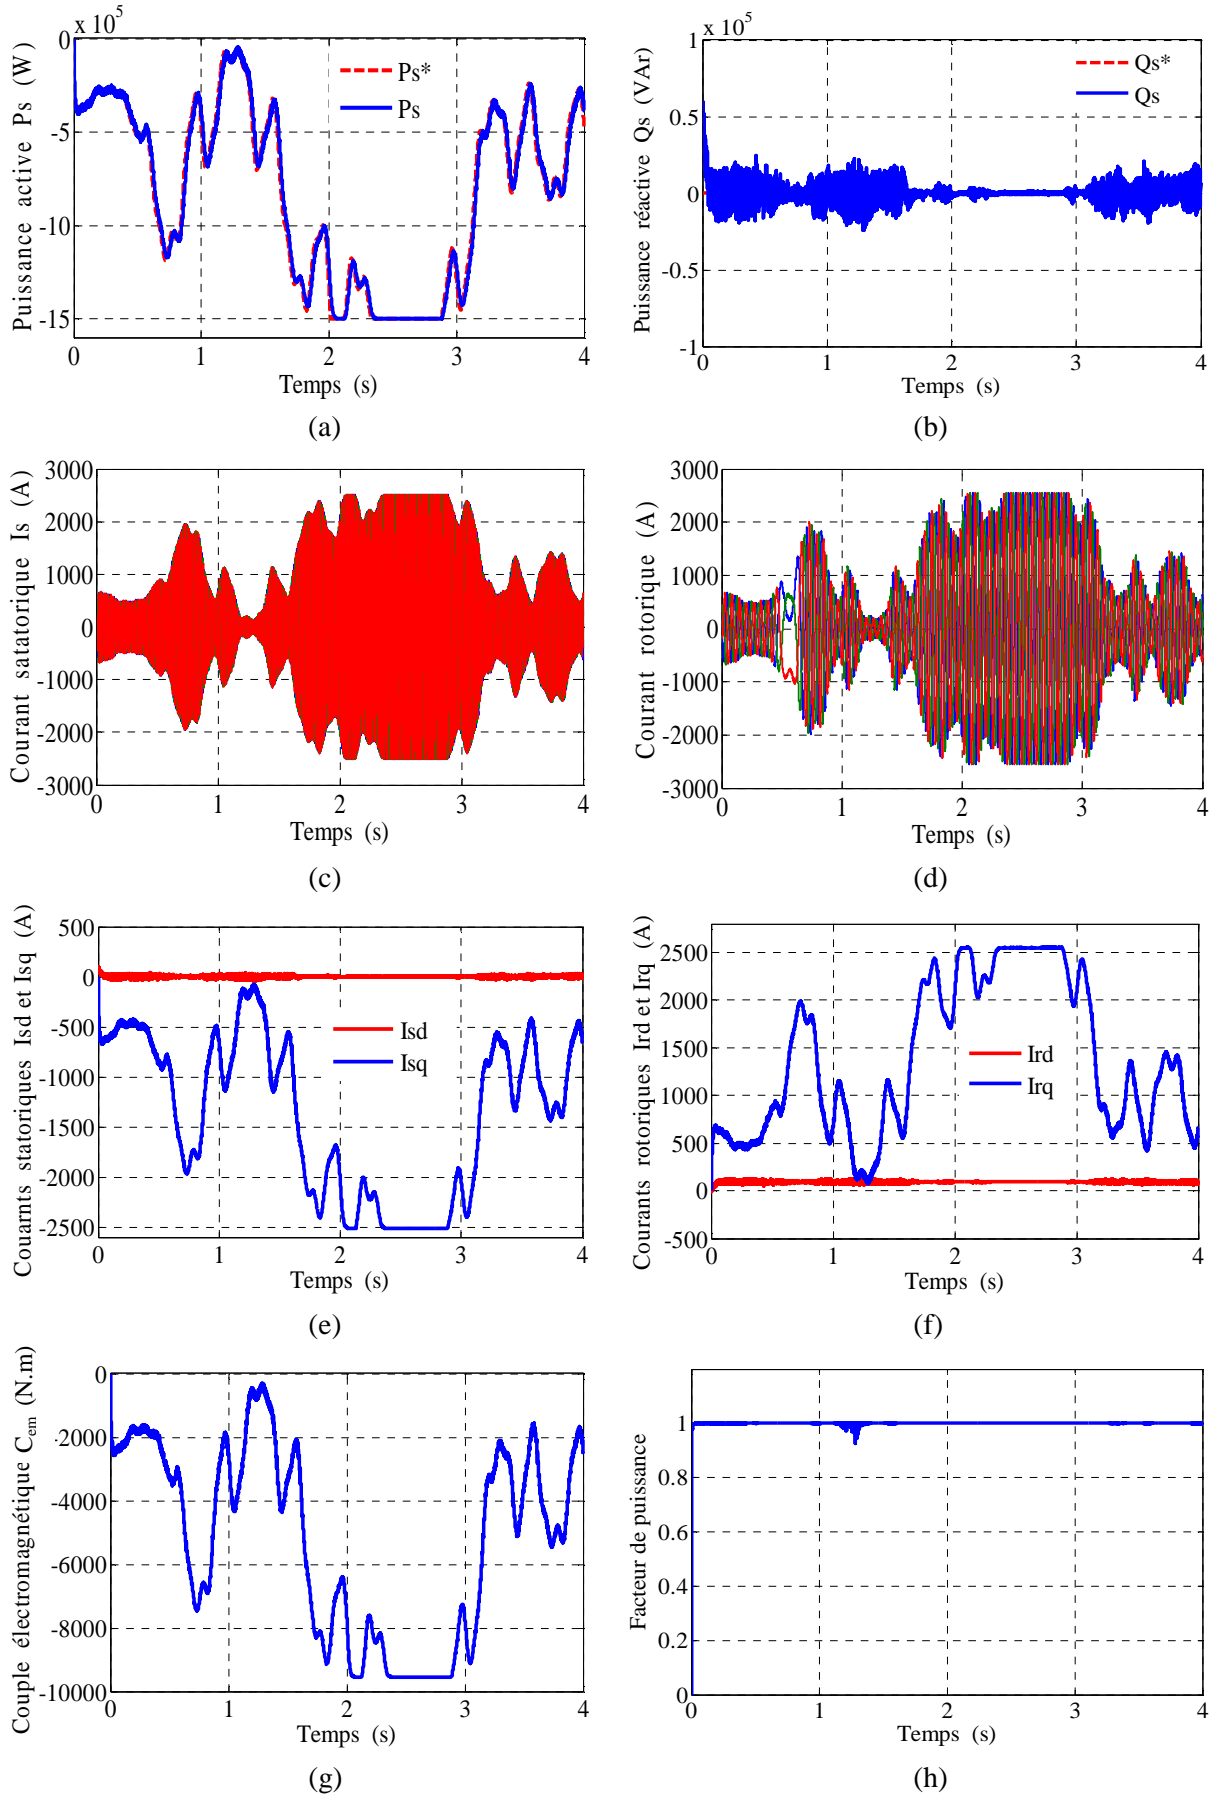 x 10⁵
Puissance active Ps (W)
0
-5
-10
-15
Ps*
Ps
0 1 2 3 4
Temps (s)
(a)
x 10⁵
Puissance réactive Qs (VAr)
1
0.5
0
-0.5
-1
Qs*
Qs
0 1 2 3 4
Temps (s)
(b)
Courant satatorique Is (A)
3000
2000
1000
0
-1000
-2000
-3000
0 1 2 3 4
Temps (s)
(c)
Courant rotorique (A)
3000
2000
1000
0
-1000
-2000
-3000
0 1 2 3 4
Temps (s)
(d)
Couarnts statoriques Isd et Isq (A)
500
0
-500
-1000
-1500
-2000
-2500
Isd
Isq
0 1 2 3 4
Temps (s)
(e)
Courants rotoriques Ird et Irq (A)
2500
2000
1500
1000
500
0
-500
Ird
Irq
0 1 2 3 4
Temps (s)
(f)
Couple électromagnétique Cem (N.m)
0
-2000
-4000
-6000
-8000
-10000
0 1 2 3 4
Temps (s)
(g)
Facteur de puissance
1
0.8
0.6
0.4
0.2
0
0 1 2 3 4
Temps (s)
(h)